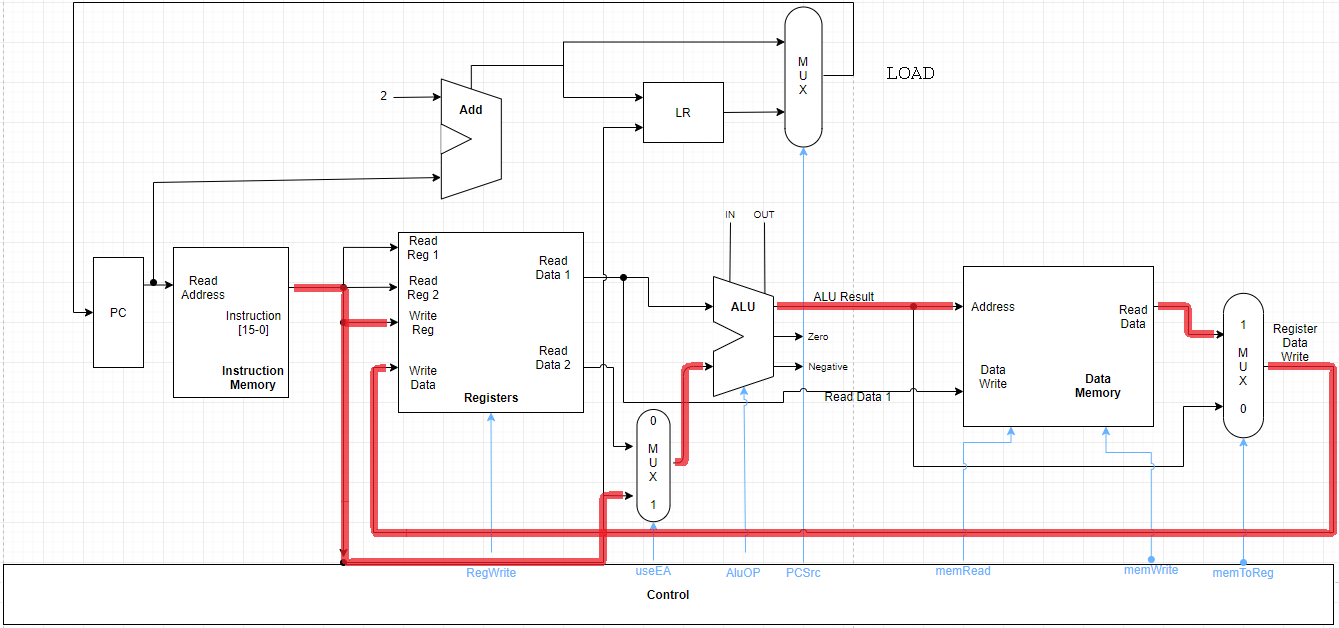 M
U
X
LOAD
2
Add
LR
IN
OUT
Read
Reg 1
Read
Reg 2
Write
Reg
Write
Data
Read
Data 1
Read
Data 2
Registers
PC
Read
Address
Instruction
[15-0]
Instruction
Memory
ALU
ALU Result
Zero
Negative
Read Data 1
Address
Read
Data
Data
Write
Data
Memory
1
M
U
X
0
Register
Data
Write
0
M
U
X
1
RegWrite
useEA
AluOP
PCSrc
memRead
memWrite
memToReg
Control